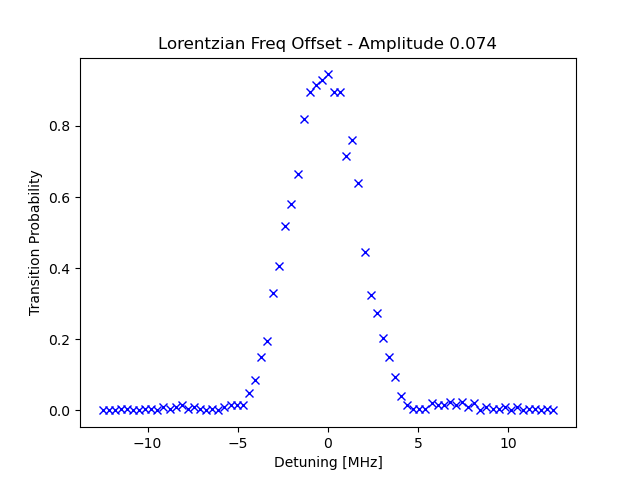 Lorentzian Freq Offset - Amplitude 0.074
Transition Probability
0.8
0.6
0.4
0.2
0.0
−10 −5 0 5 10
Detuning [MHz]